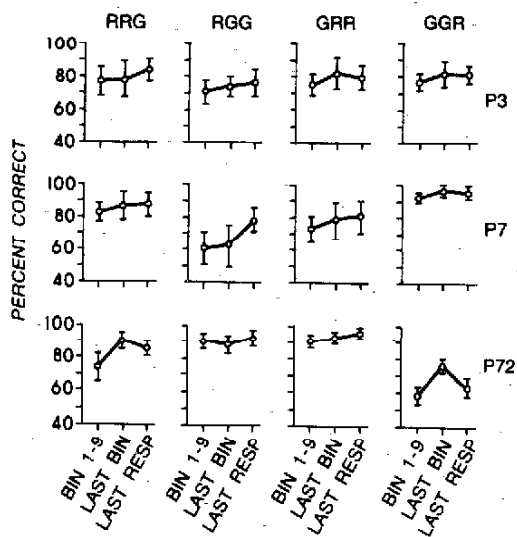 RRG RGG GRR GGR
100
80
60
40
P3
PERCENT CORRECT
100
80
60
40
P7
100
80
60
40
P72
BIN 1-9 LAST BIN LAST RESP BIN 1-9 LAST BIN LAST RESP BIN 1-9 LAST BIN LAST RESP BIN 1-9 LAST BIN LAST RESP